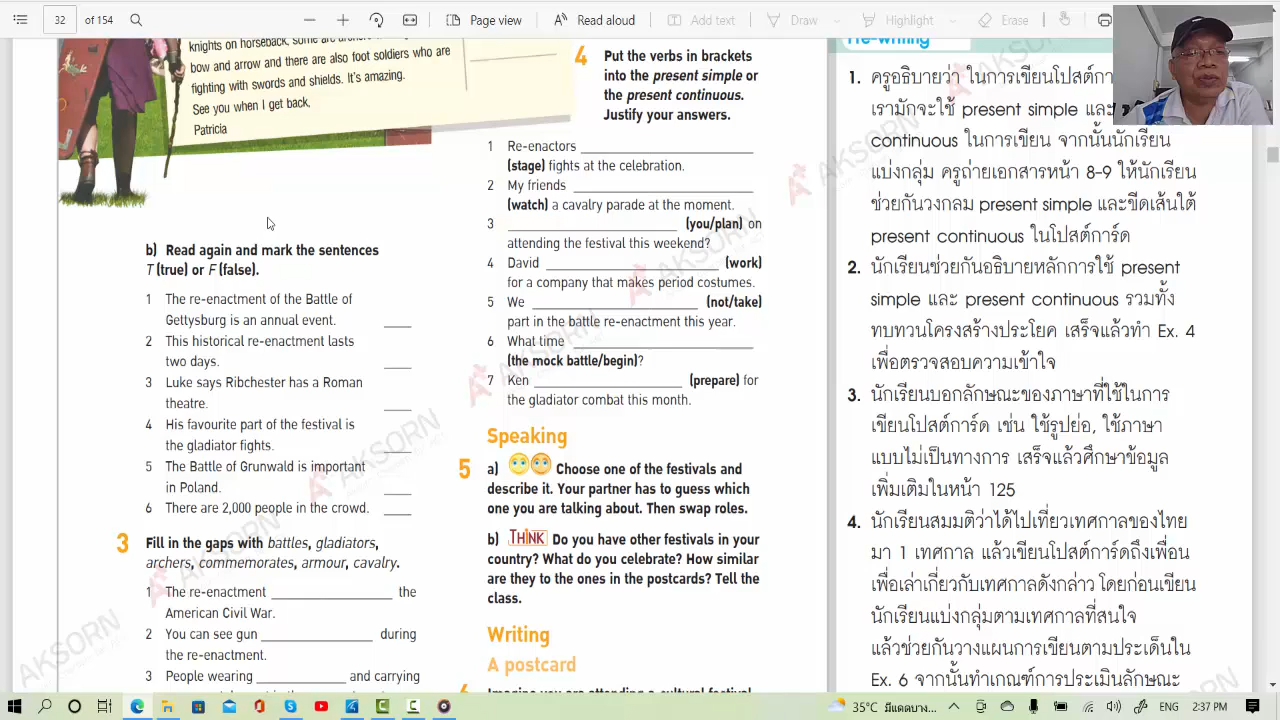 32 of 154
Page view
Read aloud
Add text
Draw
Highlight
Erase
knights on horseback, some are archers
bow and arrow and there are also foot soldiers who are
fighting with swords and shields. It's amazing.
See you when I get back,
Patricia
b) Read again and mark the sentences
T (true) or F (false).
1 The re-enactment of the Battle of
Gettysburg is an annual event. ____
2 This historical re-enactment lasts
two days. ____
3 Luke says Ribchester has a Roman
theatre. ____
4 His favourite part of the festival is
the gladiator fights. ____
5 The Battle of Grunwald is important
in Poland. ____
6 There are 2,000 people in the crowd. ____
3 Fill in the gaps with battles, gladiators,
archers, commemorates, armour, cavalry.
1 The re-enactment ____ the
American Civil War.
2 You can see gun ____ during
the re-enactment.
3 People wearing ____ and carrying
4 Put the verbs in brackets
into the present simple or
the present continuous.
Justify your answers.
1 Re-enactors ____
(stage) fights at the celebration.
2 My friends ____
(watch) a cavalry parade at the moment.
3 ____ (you/plan) on
attending the festival this weekend?
4 David ____ (work)
for a company that makes period costumes.
5 We ____ (not/take)
part in the battle re-enactment this year.
6 What time ____
(the mock battle/begin)?
7 Ken ____ (prepare) for
the gladiator combat this month.
Speaking
5 a) Choose one of the festivals and
describe it. Your partner has to guess which
one you are talking about. Then swap roles.
b) THINK Do you have other festivals in your
country? What do you celebrate? How similar
are they to the ones in the postcards? Tell the
class.
Writing
A postcard
Imagine you are attending a cultural festival
Pre-writing
1. ครูอธิบายว่า ในการเขียนโปสต์กา
เรามักจะใช้ present simple และ
continuous ในการเขียน จากนั้นนักเรียน
แบ่งกลุ่ม ครูถ่ายเอกสารหน้า 8-9 ให้นักเรียน
ช่วยกันวงกลม present simple และขีดเส้นใต้
present continuous ในโปสต์การ์ด
2. นักเรียนช่วยกันอธิบายหลักการใช้ present
simple และ present continuous รวมทั้ง
ทบทวนโครงสร้างประโยค เสร็จแล้วทำ Ex. 4
เพื่อตรวจสอบความเข้าใจ
3. นักเรียนบอกลักษณะของภาษาที่ใช้ในการ
เขียนโปสต์การ์ด เช่น ใช้รูปย่อ, ใช้ภาษา
แบบไม่เป็นทางการ เสร็จแล้วศึกษาข้อมูล
เพิ่มเติมในหน้า 125
4. นักเรียนสมมติว่าได้ไปเที่ยวเทศกาลของไทย
มา 1 เทศกาล แล้วเขียนโปสต์การ์ดถึงเพื่อน
เพื่อเล่าเกี่ยวกับเทศกาลดังกล่าว โดยก่อนเขียน
นักเรียนแบ่งกลุ่มตามเทศกาลที่สนใจ
แล้วช่วยกันวางแผนการเขียนตามประเด็นใน
Ex. 6 จากนั้นทำเกณฑ์การประเมินลักษณะ
AKSORN
35°C มีแดดบาง...
ENG
2:37 PM